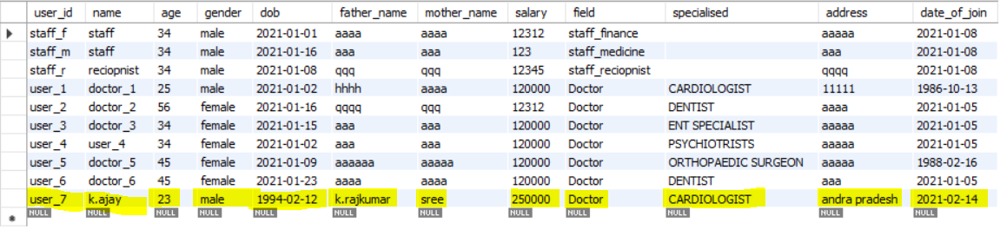 user_id name age gender dob father_name mother_name salary field specialised address date_of_join
staff_f staff 34 male 2021-01-01 aaaa aaaa 12312 staff_finance aaaaa 2021-01-08
staff_m staff 34 male 2021-01-16 aaa aaa 123 staff_medicine aaa 2021-01-08
staff_r reciopnist 34 male 2021-01-08 qqq qqq 12345 staff_reciopnist qqqq 2021-01-08
user_1 doctor_1 25 male 2021-01-02 hhhh aaaa 120000 Doctor CARDIOLOGIST 11111 1986-10-13
user_2 doctor_2 56 female 2021-01-16 qqqq qqq 12312 Doctor DENTIST aaaa 2021-01-05
user_3 doctor_3 34 female 2021-01-15 aaa aaa 120000 Doctor ENT SPECIALIST aaaaa 2021-01-05
user_4 user_4 34 female 2021-01-02 aaa aaa 120000 Doctor PSYCHIOTRISTS aaaa 2021-01-05
user_5 doctor_5 45 female 2021-01-09 aaaaaa aaaaa 120000 Doctor ORTHOPAEDIC SURGEON aaaaa 1988-02-16
user_6 doctor_6 45 female 2021-01-23 aaaa aaaa 120000 Doctor DENTIST aaa 2021-01-05
user_7 k.ajay 23 male 1994-02-12 k.rajkumar sree 250000 Doctor CARDIOLOGIST andra pradesh 2021-02-14
NULL NULL NULL NULL NULL NULL NULL NULL NULL NULL NULL NULL